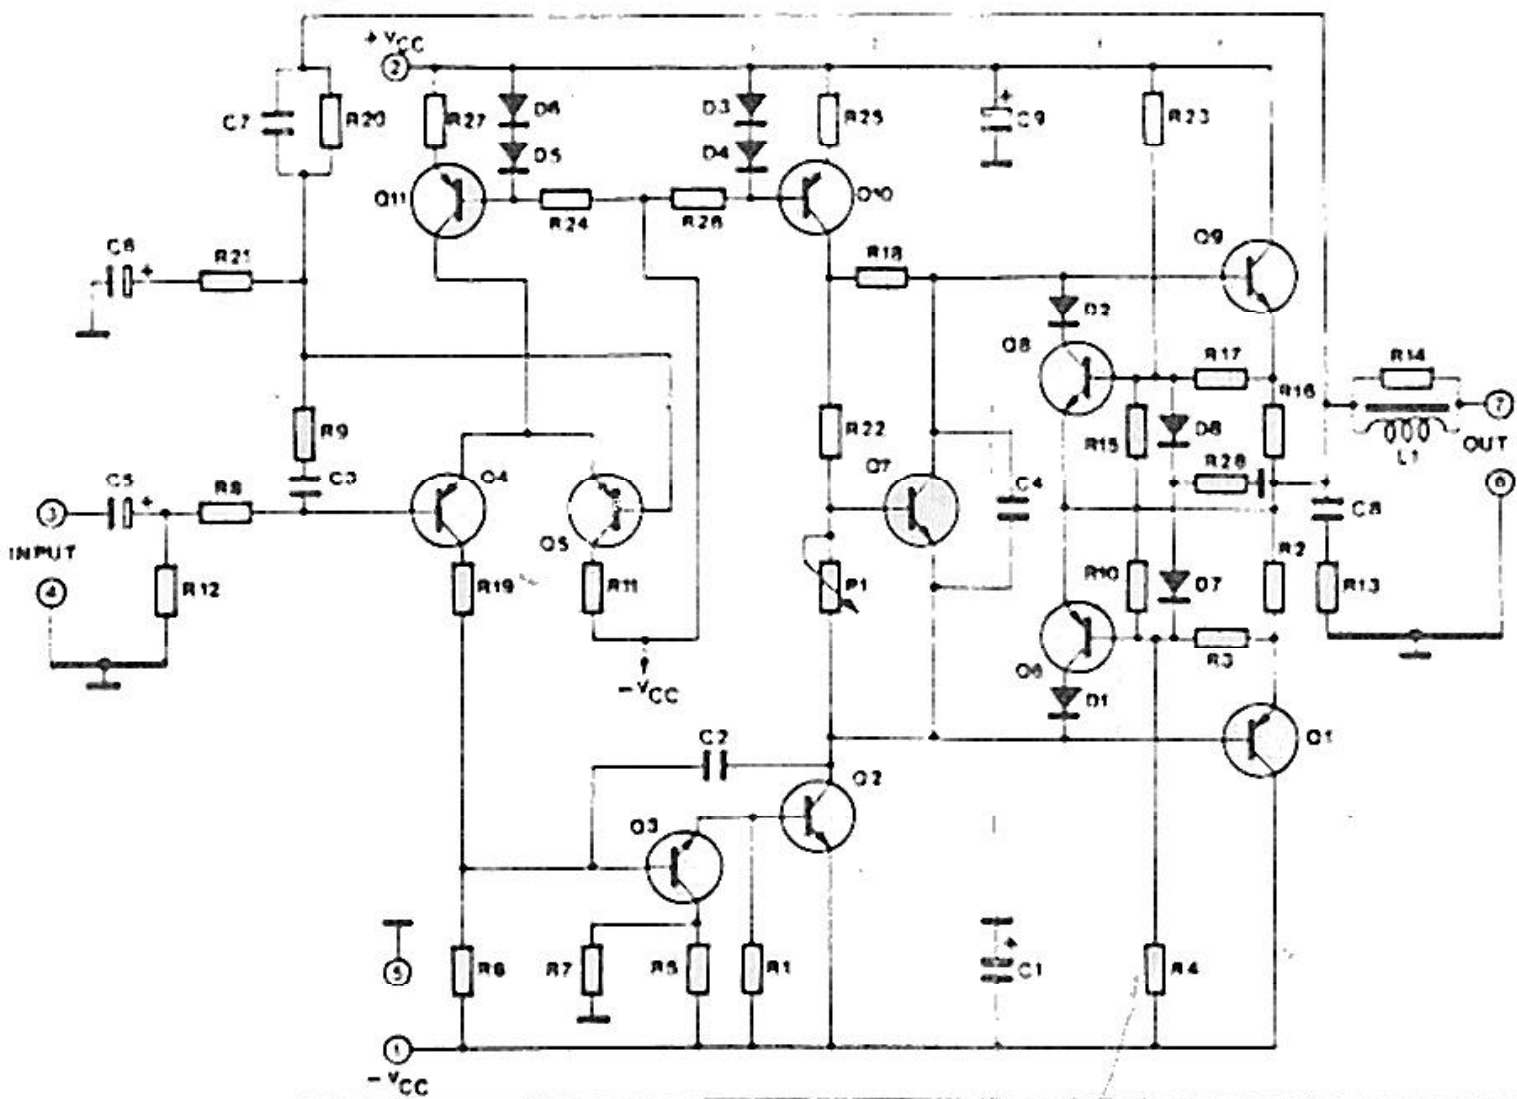 + VCC
2
C7
R20
R27
D6
D3
R25
C9
R23
D5
D4
Q11
R24
R26
Q10
C6
+
R21
R18
Q9
D2
Q8
R17
R14
R16
7
R9
R22
R15
D8
OUT
L1
C3
Q7
C5
+
R8
Q4
C4
R28
6
3
C8
INPUT
Q5
R2
4
R12
R19
R11
P1
R10
D7
R13
Q6
R3
-VCC
D1
C2
Q1
Q2
Q3
+
5
R6
R7
R5
R1
C1
R4
1
-VCC